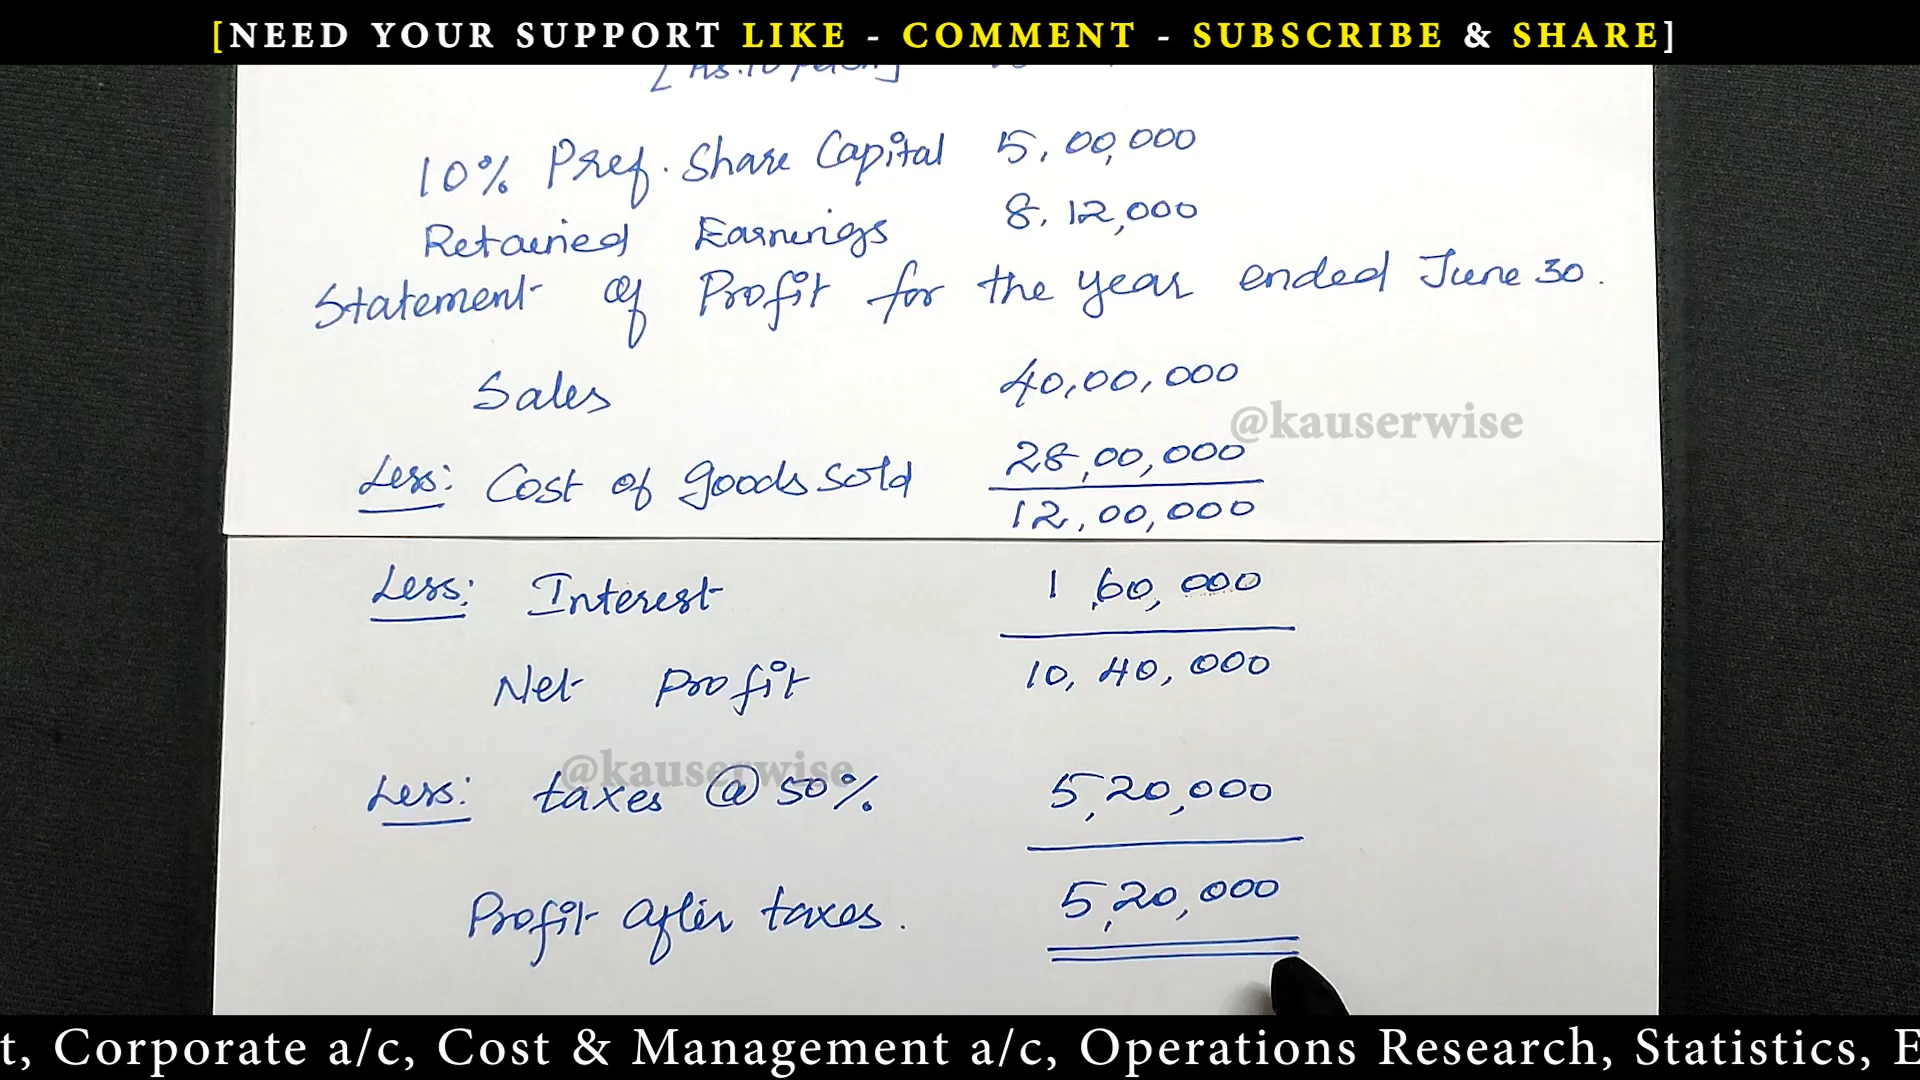 [NEED YOUR SUPPORT LIKE - COMMENT - SUBSCRIBE & SHARE]
10% Pref. Share Capital 5,00,000
Retained Earnings 8,12,000
Statement of Profit for the year ended June 30.
Sales 40,00,000
@kauserwise
Less: Cost of goods sold 28,00,000
12,00,000
Less: Interest 1,60,000
Net Profit 10,40,000
@kauserwise
Less: taxes @ 50% 5,20,000
Profit after taxes. 5,20,000
t, Corporate a/c, Cost & Management a/c, Operations Research, Statistics, E